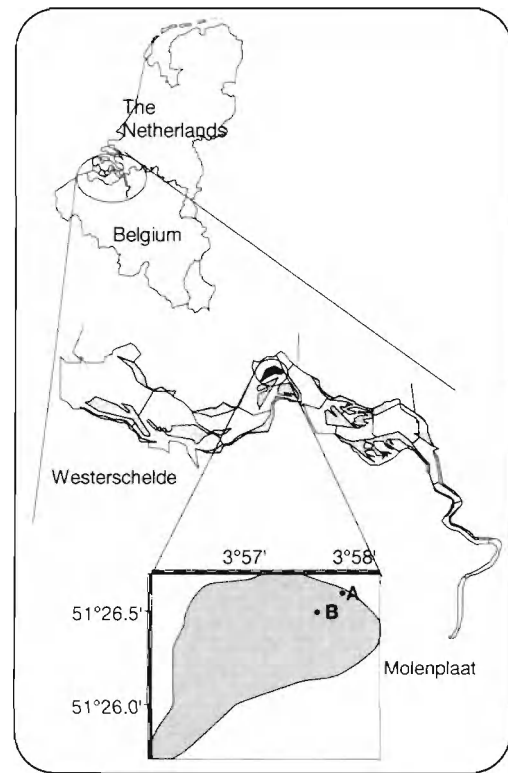 The
Netherlands
Belgium
Westerschelde
3°57' 3°58'
51°26.5'
A
B
51°26.0'
Molenplaat